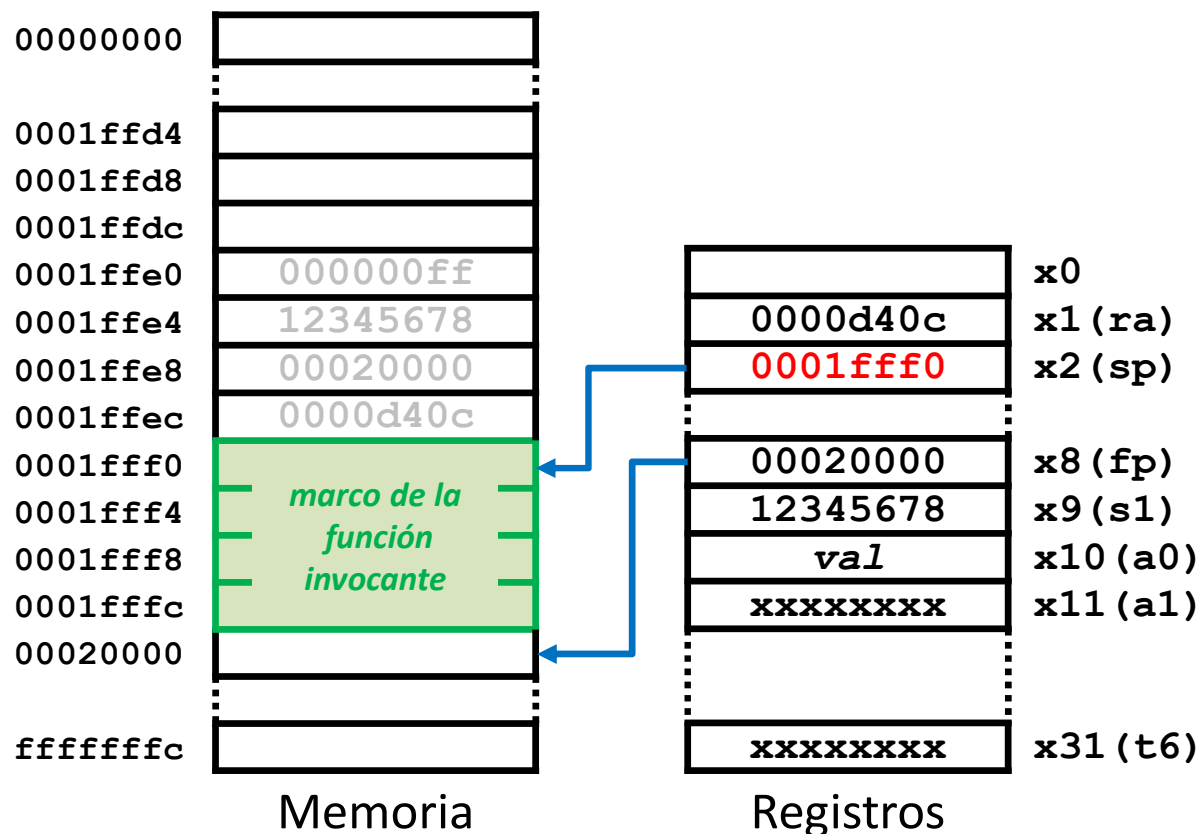 00000000
0001ffd4
0001ffd8
0001ffdc
0001ffe0 000000ff x0
0001ffe4 12345678 0000d40c x1(ra)
0001ffe8 00020000 0001fff0 x2(sp)
0001ffec 0000d40c
0001fff0 00020000 x8(fp)
0001fff4 marco de la 12345678 x9(s1)
0001fff8 función val x10(a0)
0001fffc invocante xxxxxxxx x11(a1)
00020000
fffffffc xxxxxxxx x31(t6)
Memoria Registros